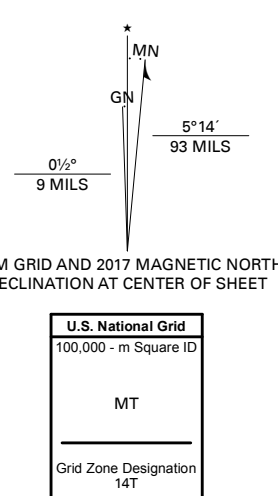 ★
MN
GN
5°14´
93 MILS
0½°
9 MILS
M GRID AND 2017 MAGNETIC NORTH
ECLINATION AT CENTER OF SHEET
U.S. National Grid
100,000 - m Square ID
MT
Grid Zone Designation
14T